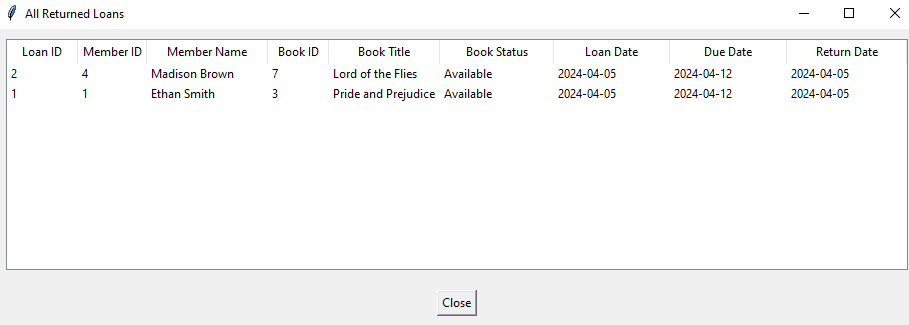 All Returned Loans
Loan ID Member ID Member Name Book ID Book Title Book Status Loan Date Due Date Return Date
2 4 Madison Brown 7 Lord of the Flies Available 2024-04-05 2024-04-12 2024-04-05
1 1 Ethan Smith 3 Pride and Prejudice Available 2024-04-05 2024-04-12 2024-04-05
Close